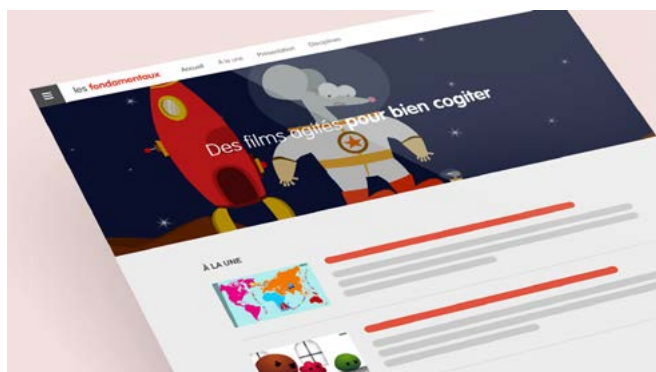 les fondamentaux Accueil À la une Présentation Disciplines
Des films agités pour bien cogiter
À LA UNE